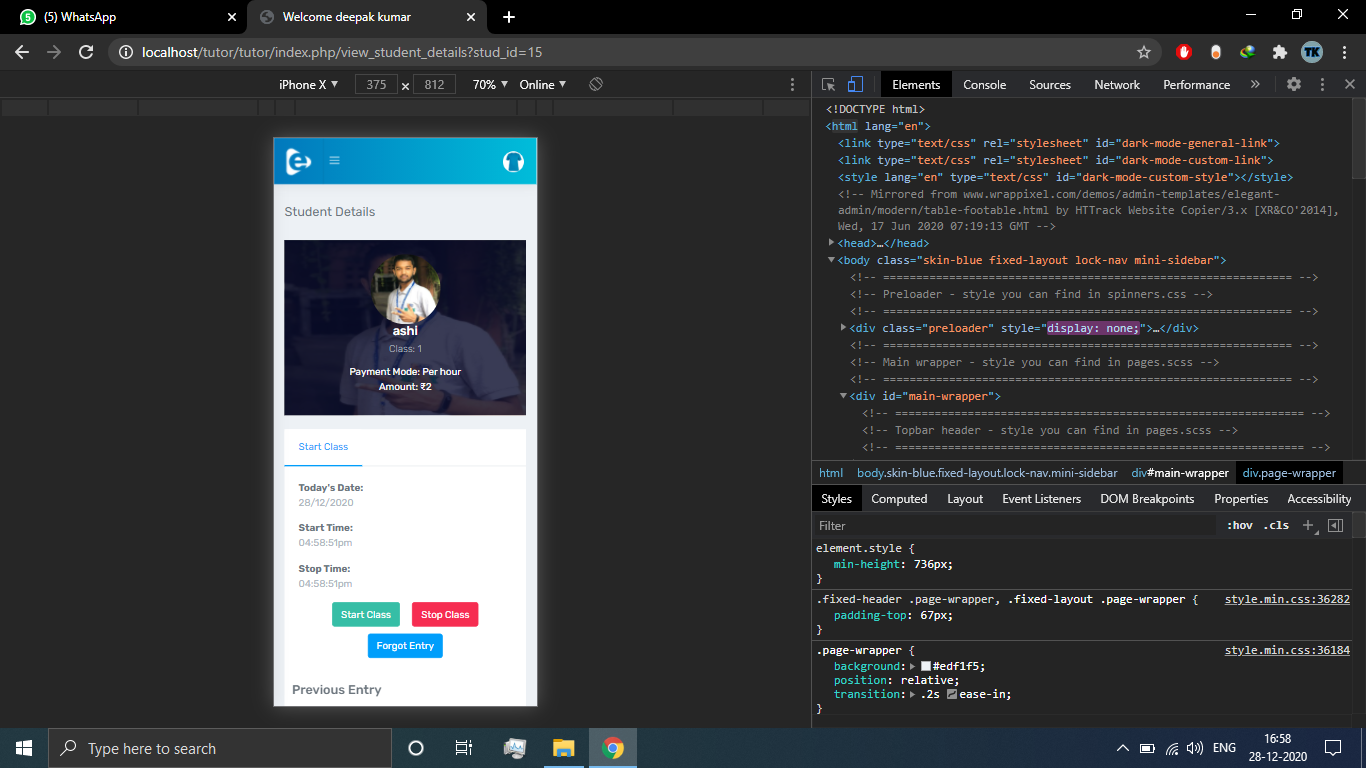 (5) WhatsApp
Welcome deepak kumar
localhost/tutor/tutor/index.php/view_student_details?stud_id=15
TK
iPhone X ▼ 375 x 812 70% ▼ Online ▼
Student Details
ashi
Class: 1
Payment Mode: Per hour
Amount: ₹2
Start Class
Today's Date:
28/12/2020
Start Time:
04:58:51pm
Stop Time:
04:58:51pm
Start Class Stop Class
Forgot Entry
Previous Entry
Elements Console Sources Network Performance »
<!DOCTYPE html>
<html lang="en">
<link type="text/css" rel="stylesheet" id="dark-mode-general-link">
<link type="text/css" rel="stylesheet" id="dark-mode-custom-link">
<style lang="en" type="text/css" id="dark-mode-custom-style"></style>
<!-- Mirrored from www.wrappixel.com/demos/admin-templates/elegant-
admin/modern/table-footable.html by HTTrack Website Copier/3.x [XR&CO'2014],
Wed, 17 Jun 2020 07:19:13 GMT -->
<head>…</head>
<body class="skin-blue fixed-layout lock-nav mini-sidebar">
<!-- ============================================================== -->
<!-- Preloader - style you can find in spinners.css -->
<!-- ============================================================== -->
<div class="preloader" style="display: none;">…</div>
<!-- ============================================================== -->
<!-- Main wrapper - style you can find in pages.scss -->
<!-- ============================================================== -->
<div id="main-wrapper">
<!-- ============================================================== -->
<!-- Topbar header - style you can find in pages.scss -->
<!-- ============================================================== -->
html body.skin-blue.fixed-layout.lock-nav.mini-sidebar div#main-wrapper div.page-wrapper
Styles Computed Layout Event Listeners DOM Breakpoints Properties Accessibility
Filter :hov .cls +
element.style {
min-height: 736px;
}
.fixed-header .page-wrapper, .fixed-layout .page-wrapper { style.min.css:36282
padding-top: 67px;
}
.page-wrapper { style.min.css:36184
background: #edf1f5;
position: relative;
transition: .2s ease-in;
}
Type here to search
ENG
16:58
28-12-2020